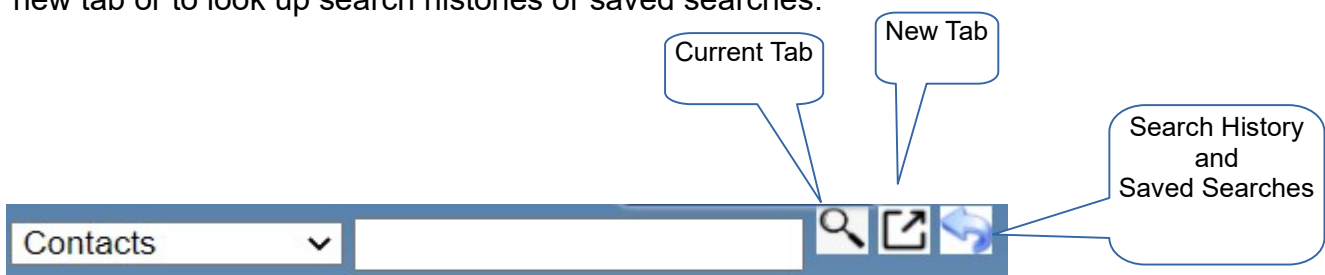 new tab or to look up search histories or saved searches.
New Tab
Current Tab
Search History
and
Saved Searches
Contacts